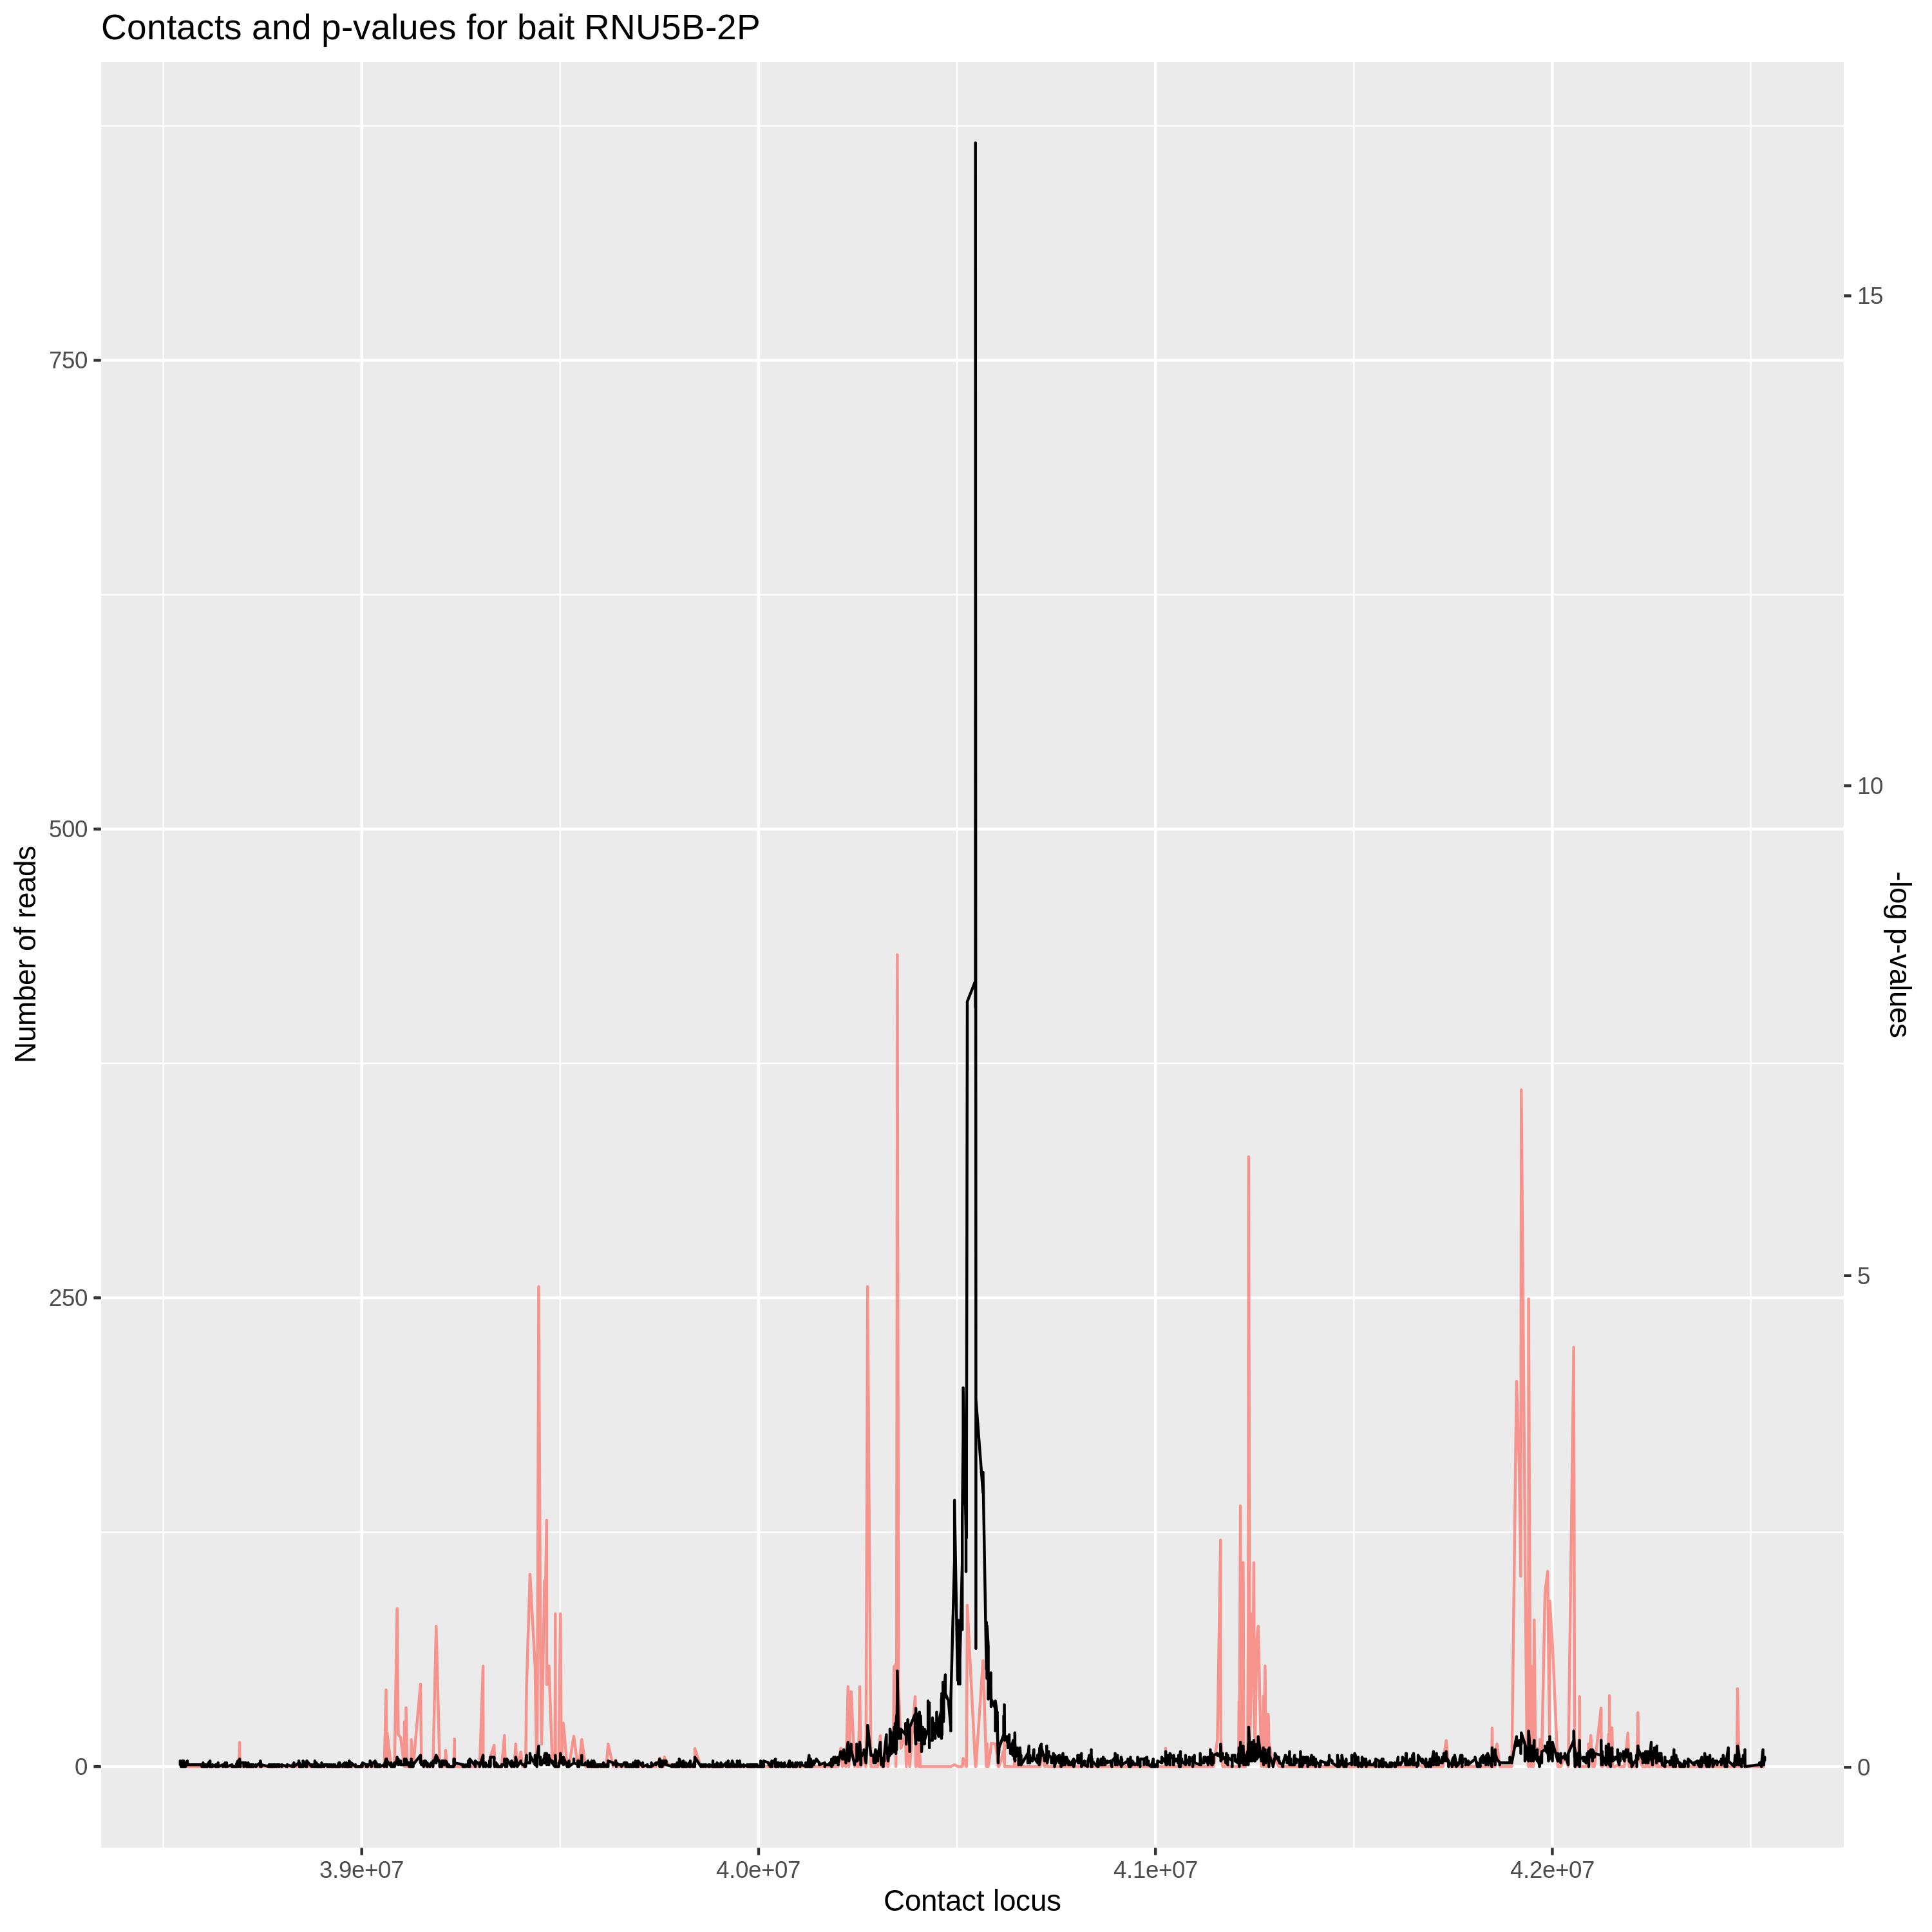 Contacts and p-values for bait RNU5B-2P
750
500
250
0
15
10
5
0
Number of reads
-log p-values
3.9e+07
4.0e+07
4.1e+07
4.2e+07
Contact locus